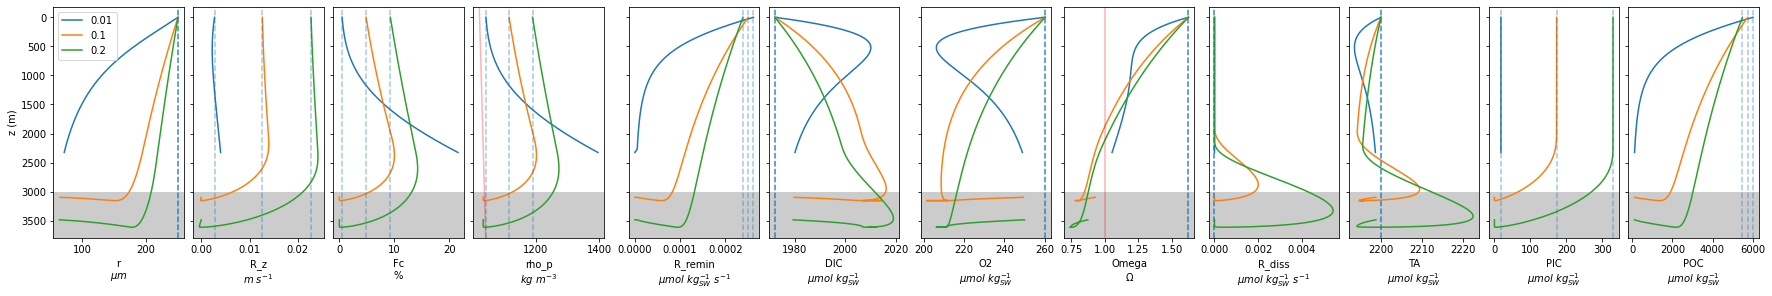 0.01
0.1
0.2
z (m)
0
500
1000
1500
2000
2500
3000
3500
100 200
r
μm
0.00 0.01 0.02
R_z
m s⁻¹
0 10 20
Fc
%
1200 1400
rho_p
kg m⁻³
0.000 0.001 0.002
R_remin
μmol kg⁻¹SW s⁻¹
1980 2000 2020
DIC
μmol kg⁻¹SW
200 220 240 260
O2
μmol kg⁻¹SW
0.75 1.00 1.25 1.50
Omega
Ω
0.000 0.002 0.004
R_diss
μmol kg⁻¹SW s⁻¹
2200 2210 2220
TA
μmol kg⁻¹SW
0 100 200 300
PIC
μmol kg⁻¹SW
0 2000 4000 6000
POC
μmol kg⁻¹SW